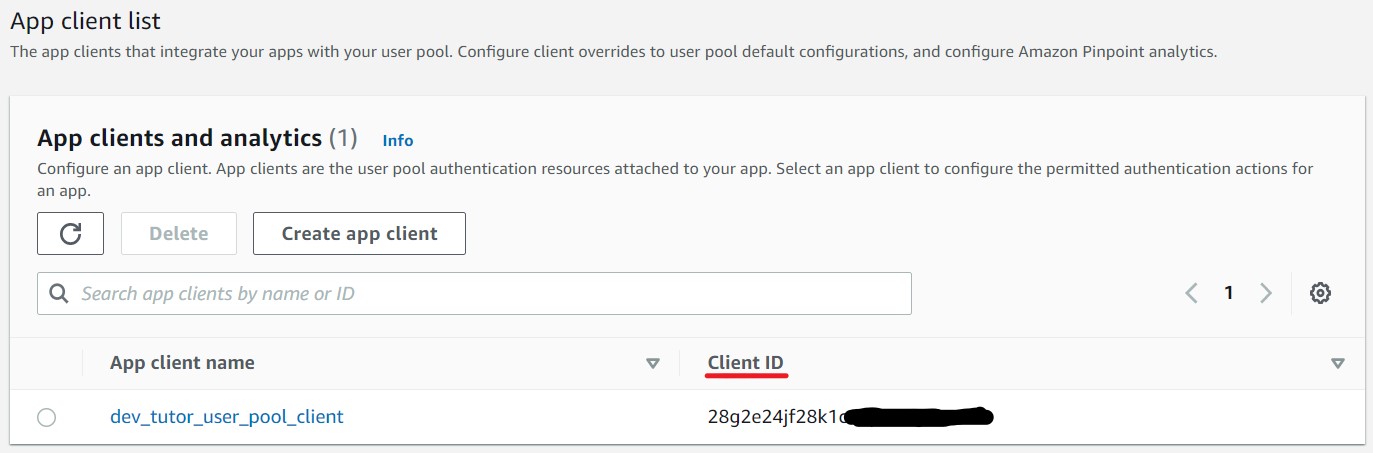 App client list
The app clients that integrate your apps with your user pool. Configure client overrides to user pool default configurations, and configure Amazon Pinpoint analytics.
App clients and analytics (1) Info
Configure an app client. App clients are the user pool authentication resources attached to your app. Select an app client to configure the permitted authentication actions for
an app.
Delete Create app client
Search app clients by name or ID
1
App client name Client ID
dev_tutor_user_pool_client 28g2e24jf28k1